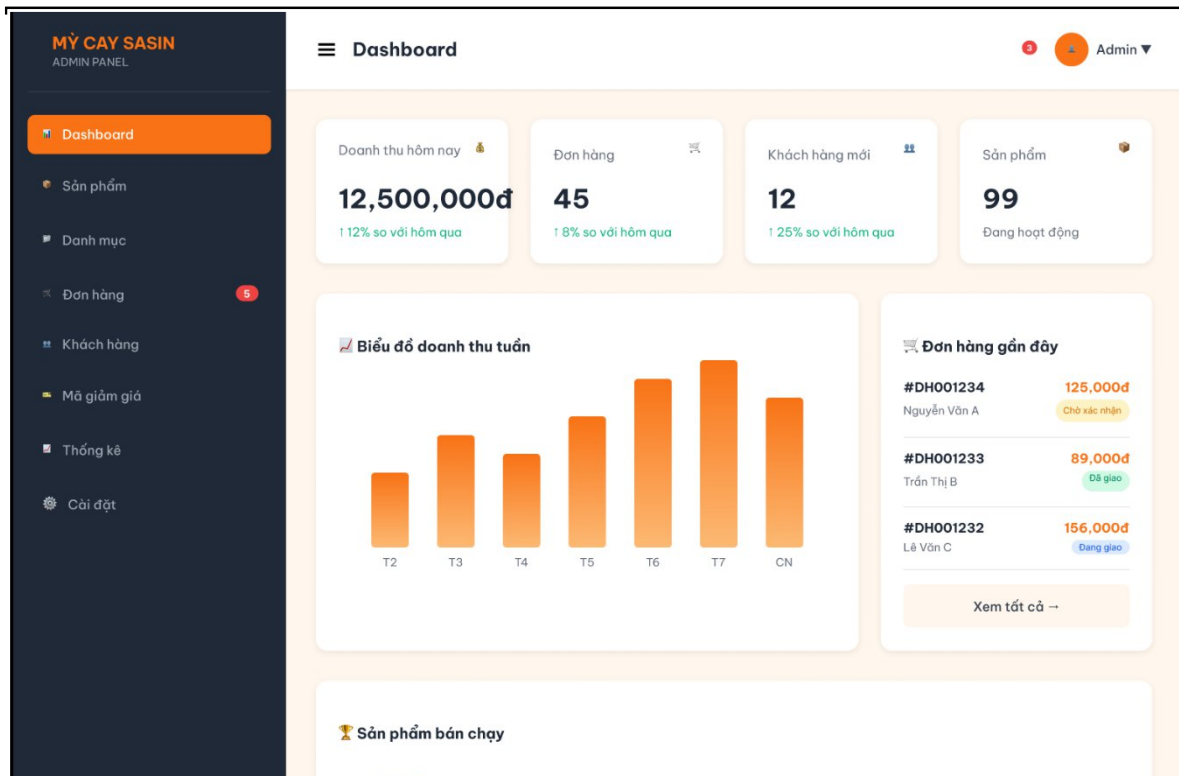 MỲ CAY SASIN
ADMIN PANEL
Dashboard
Sản phẩm
Danh mục
Đơn hàng 5
Khách hàng
Mã giảm giá
Thống kê
Cài đặt
☰ Dashboard
3 Admin ▼
Doanh thu hôm nay
12,500,000đ
↑ 12% so với hôm qua
Đơn hàng
45
↑ 8% so với hôm qua
Khách hàng mới
12
↑ 25% so với hôm qua
Sản phẩm
99
Đang hoạt động
Biểu đồ doanh thu tuần
T2 T3 T4 T5 T6 T7 CN
Đơn hàng gần đây
#DH001234 125,000đ
Nguyễn Văn A Chờ xác nhận
#DH001233 89,000đ
Trần Thị B Đã giao
#DH001232 156,000đ
Lê Văn C Đang giao
Xem tất cả →
Sản phẩm bán chạy